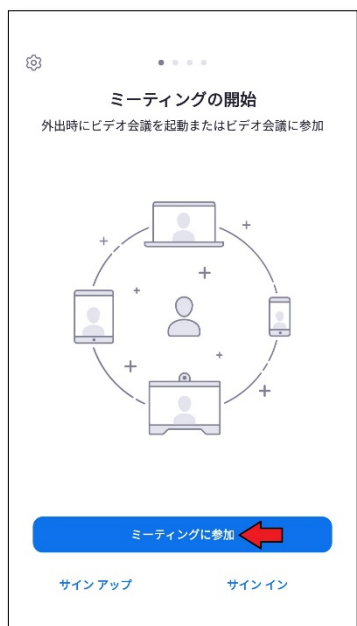 ミーティングの開始
外出時にビデオ会議を起動またはビデオ会議に参加
ミーティングに参加
サイン アップ
サイン イン